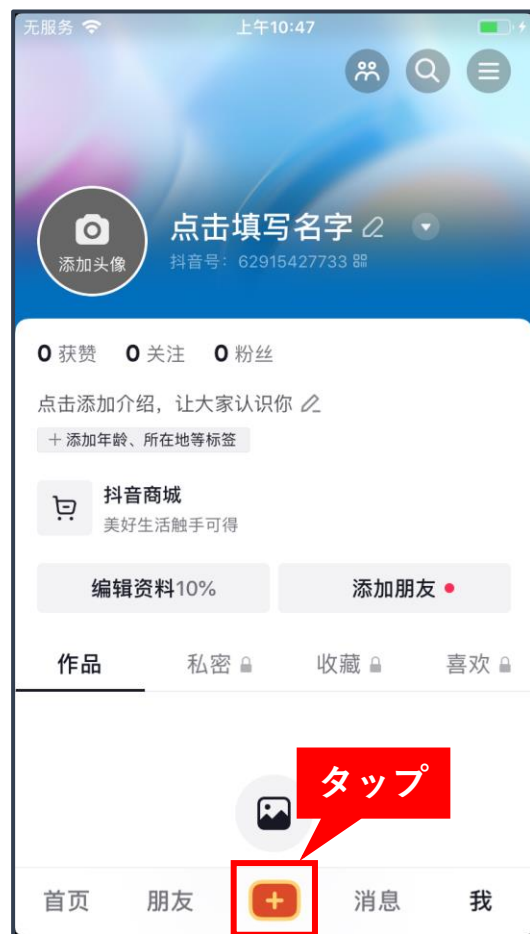 无服务 上午10:47
点击填写名字
添加头像
抖音号：62915427733
0 获赞 0 关注 0 粉丝
点击添加介绍，让大家认识你
＋添加年龄、所在地等标签
抖音商城
美好生活触手可得
编辑资料10% 添加朋友
作品 私密 收藏 喜欢
タップ
首页 朋友 消息 我